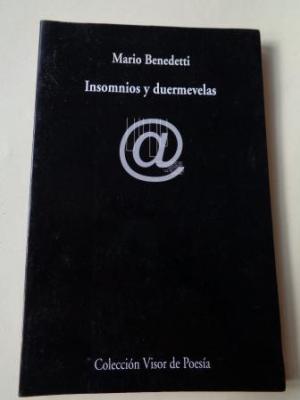 Mario Benedetti
Insomnios y duermevelas
@
Colección Visor de Poesía